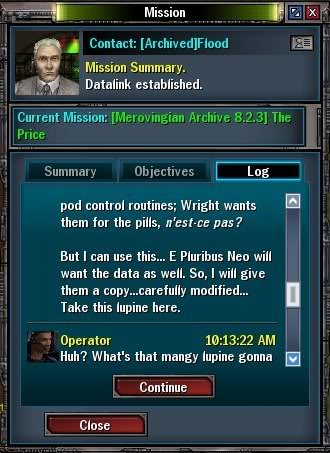 Mission
Contact: [Archived]Flood
Mission Summary.
Datalink established.
Current Mission: [Merovingian Archive 8.2.3] The
Price
Summary Objectives Log
pod control routines; Wright wants
them for the pills, n'est-ce pas?
But I can use this... E Pluribus Neo will
want the data as well. So, I will give
them a copy...carefully modified...
Take this lupine here.
Operator 10:13:22 AM
Huh? What's that mangy lupine gonna
Continue
Close